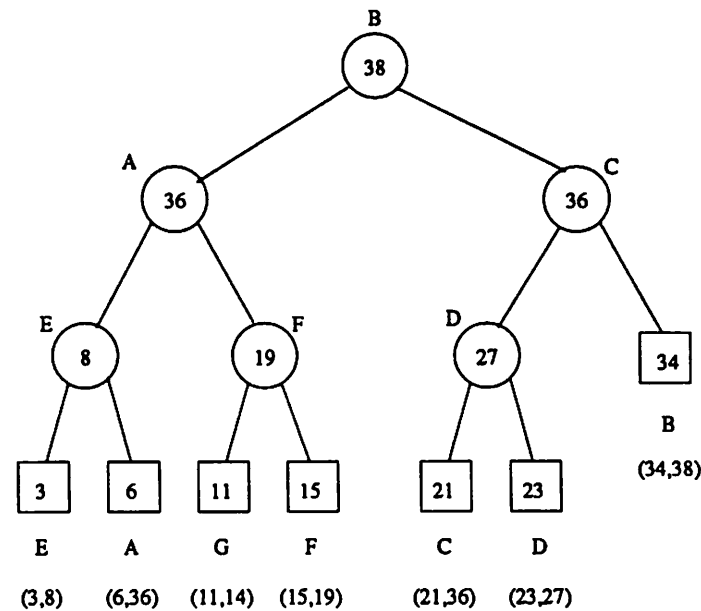 B
38
A
C
36
36
E
F
D
8
19
27
34
B
(34,38)
3
6
11
15
21
23
E
A
G
F
C
D
(3,8)
(6,36)
(11,14)
(15,19)
(21,36)
(23,27)